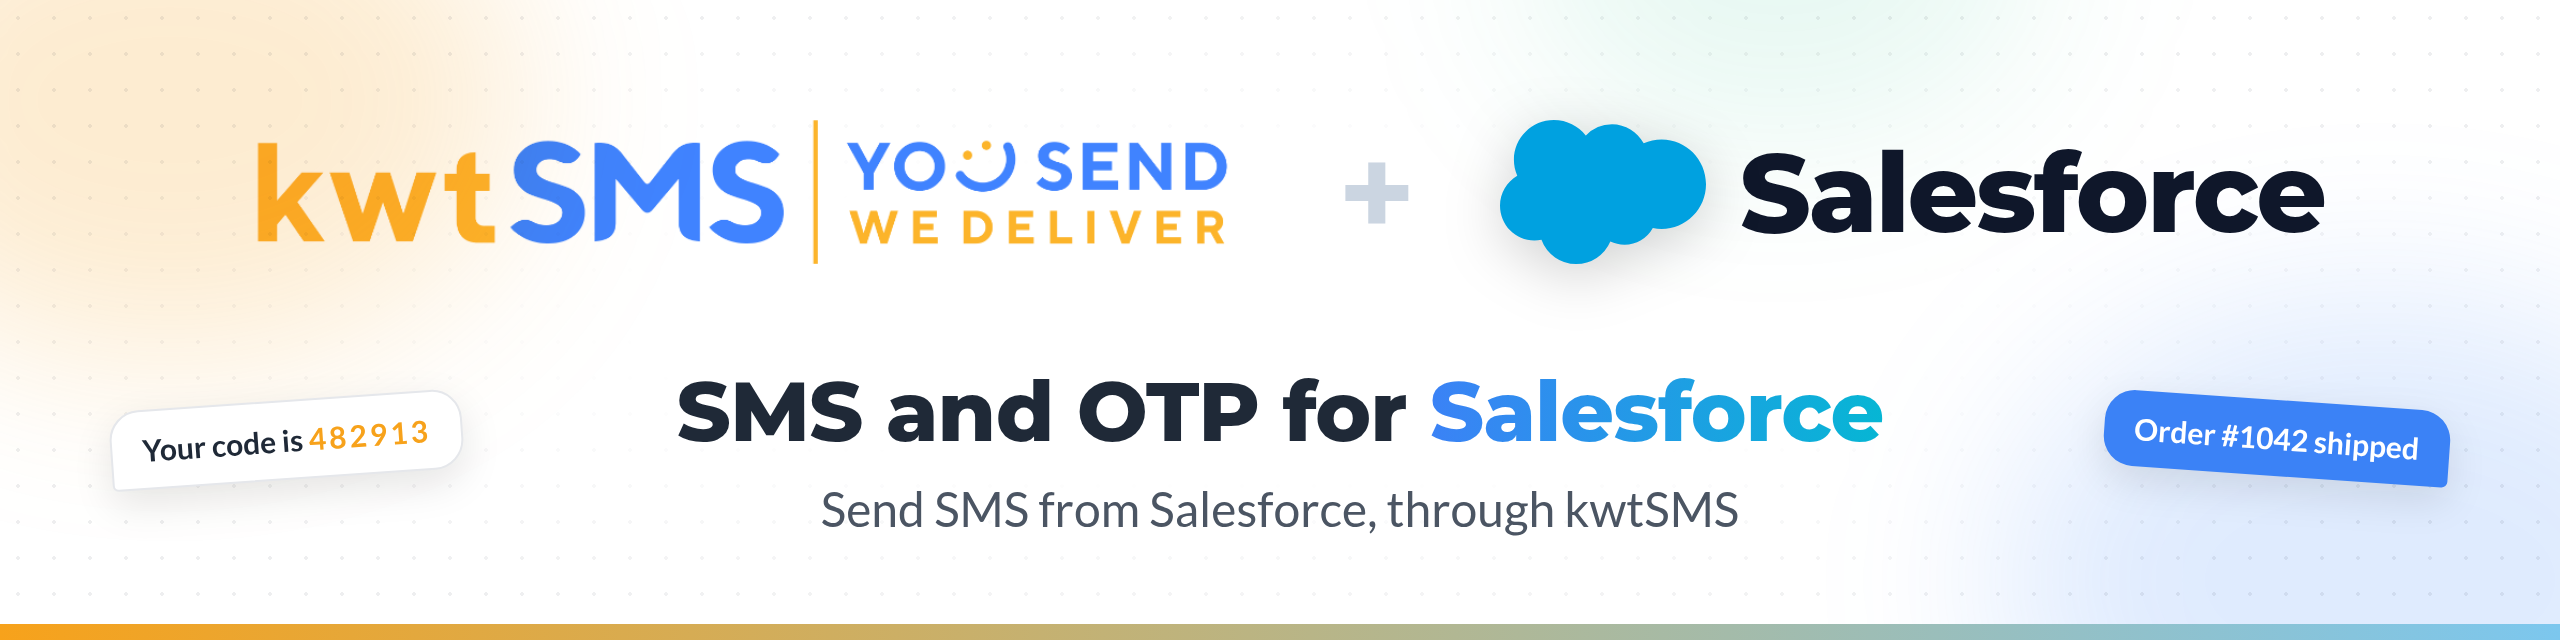 kwtSMS
YOU SEND
WE DELIVER
+
Salesforce
SMS and OTP for Salesforce
Your code is 482913
Order #1042 shipped
Send SMS from Salesforce, through kwtSMS